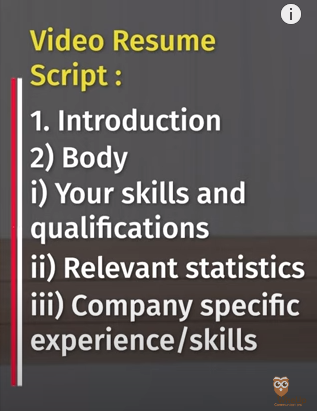 Video Resume
Script :
1. Introduction
2) Body
i) Your skills and
qualifications
ii) Relevant statistics
iii) Company specific
experience/skills